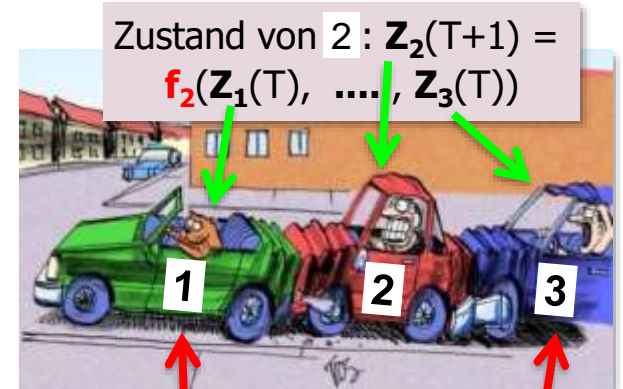 Zustand von 2 : Z₂(T+1) =
f₂(Z₁(T), ...., Z₃(T))
1
2
3